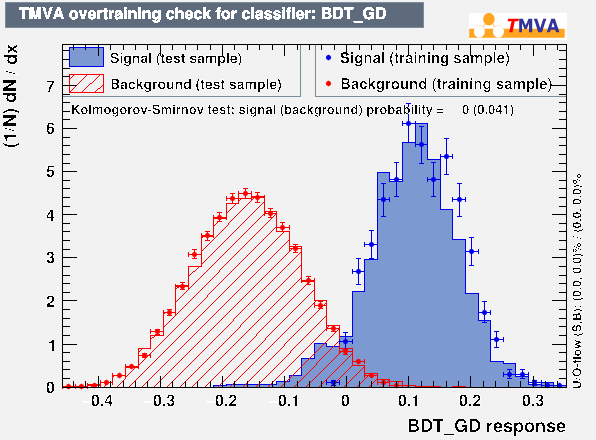 TMVA overtraining check for classifier: BDT_GD
TMVA
(1/N) dN / dx
Signal (test sample)
Signal (training sample)
Background (test sample)
Background (training sample)
Kolmogorov-Smirnov test: signal (background) probability = 0 (0.041)
7
6
5
4
3
2
1
0
-0.4 -0.3 -0.2 -0.1 0 0.1 0.2 0.3
BDT_GD response
U/O-flow (S,B): (0.0, 0.0)% / (0.0, 0.0)%